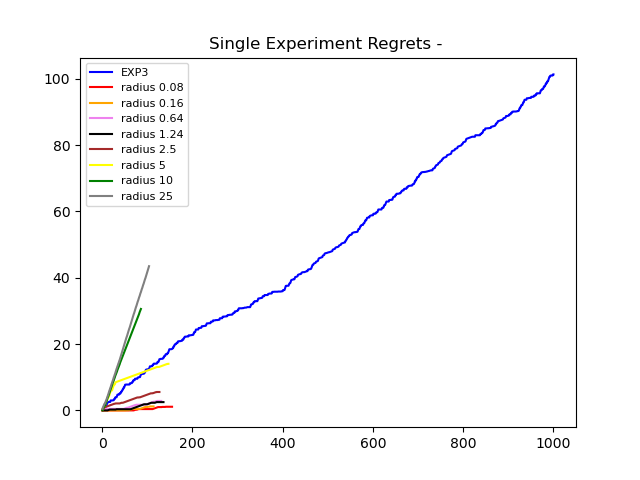 Single Experiment Regrets -
EXP3
radius 0.08
radius 0.16
radius 0.64
radius 1.24
radius 2.5
radius 5
radius 10
radius 25
100
80
60
40
20
0
0 200 400 600 800 1000